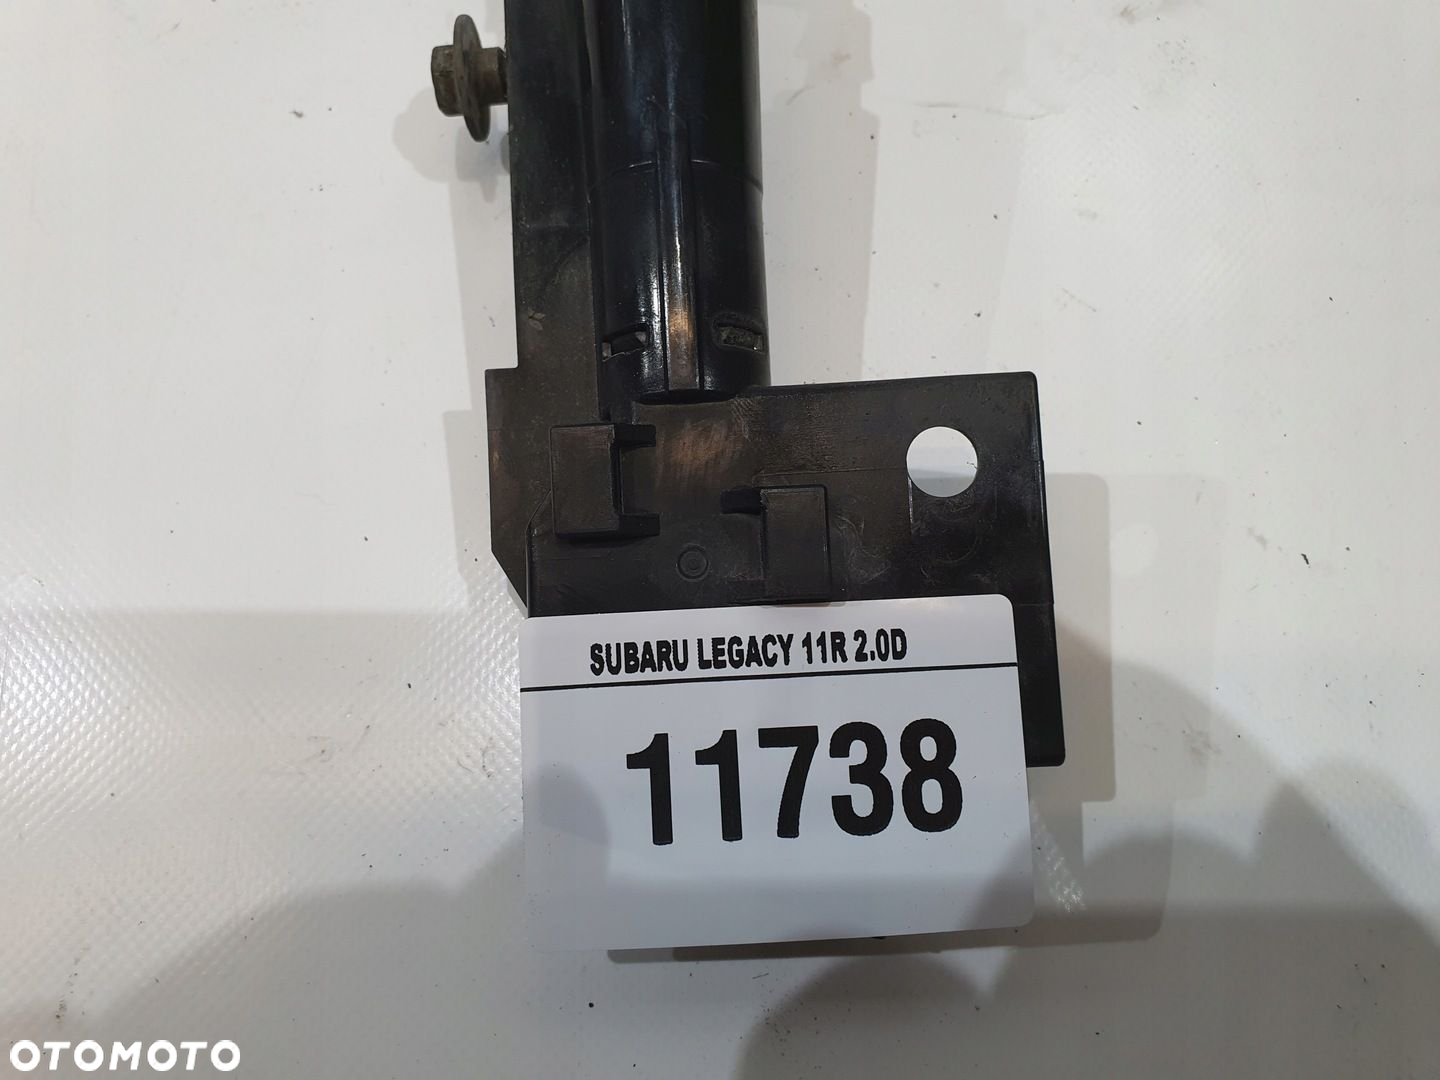 SUBARU LEGACY 11R 2.0D
11738
OTOMOTO